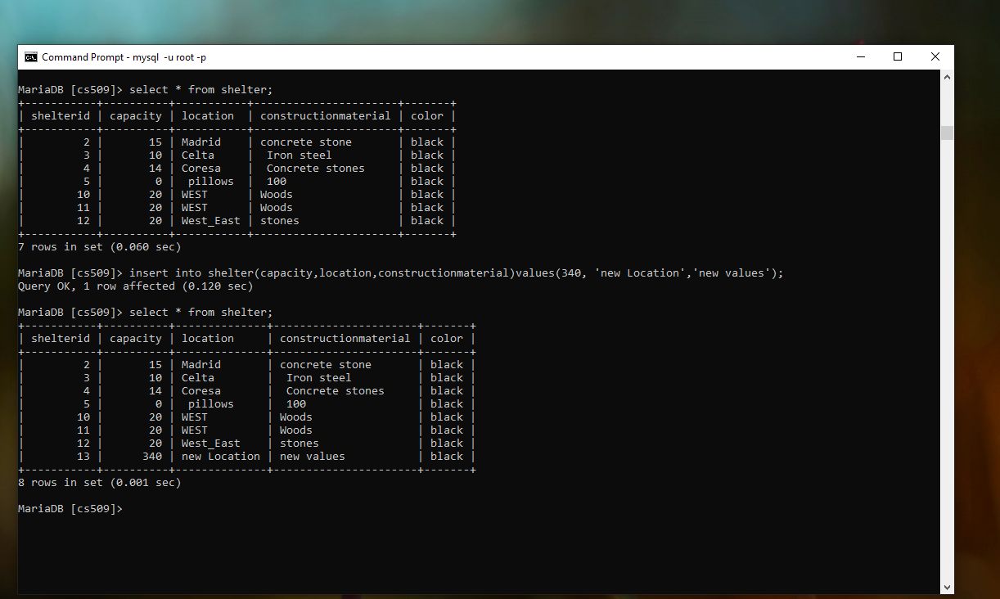 Command Prompt - mysql  -u root -p
MariaDB [cs509]> select * from shelter;
+-----------+----------+-----------+----------------------+-------+
| shelterid | capacity | location  | constructionmaterial | color |
+-----------+----------+-----------+----------------------+-------+
|         2 |       15 | Madrid    | concrete stone       | black |
|         3 |       10 | Celta     |  Iron steel          | black |
|         4 |       14 | Coresa    |  Concrete stones     | black |
|         5 |        0 |  pillows  |  100                 | black |
|        10 |       20 | WEST      | Woods                | black |
|        11 |       20 | WEST      | Woods                | black |
|        12 |       20 | West_East | stones               | black |
+-----------+----------+-----------+----------------------+-------+
7 rows in set (0.060 sec)
MariaDB [cs509]> insert into shelter(capacity,location,constructionmaterial)values(340, 'new Location','new values');
Query OK, 1 row affected (0.120 sec)
MariaDB [cs509]> select * from shelter;
+-----------+----------+--------------+----------------------+-------+
| shelterid | capacity | location     | constructionmaterial | color |
+-----------+----------+--------------+----------------------+-------+
|         2 |       15 | Madrid       | concrete stone       | black |
|         3 |       10 | Celta        |  Iron steel          | black |
|         4 |       14 | Coresa       |  Concrete stones     | black |
|         5 |        0 |  pillows     |  100                 | black |
|        10 |       20 | WEST         | Woods                | black |
|        11 |       20 | WEST         | Woods                | black |
|        12 |       20 | West_East    | stones               | black |
|        13 |      340 | new Location | new values           | black |
+-----------+----------+--------------+----------------------+-------+
8 rows in set (0.001 sec)
MariaDB [cs509]>